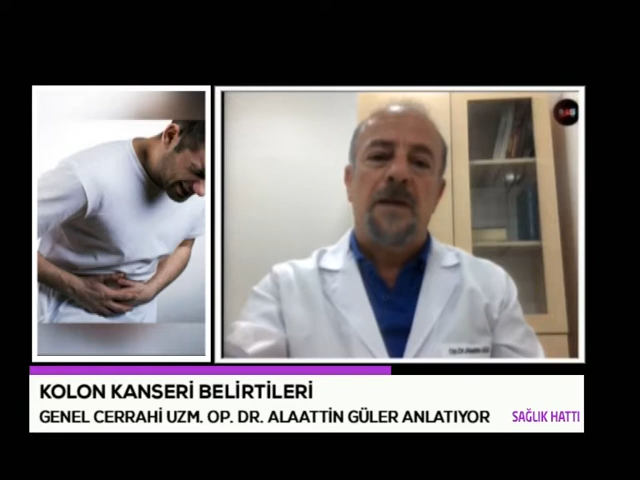 KOLON KANSERİ BELİRTİLERİ
GENEL CERRAHİ UZM. OP. DR. ALAATTİN GÜLER ANLATIYOR
SAĞLIK HATTI